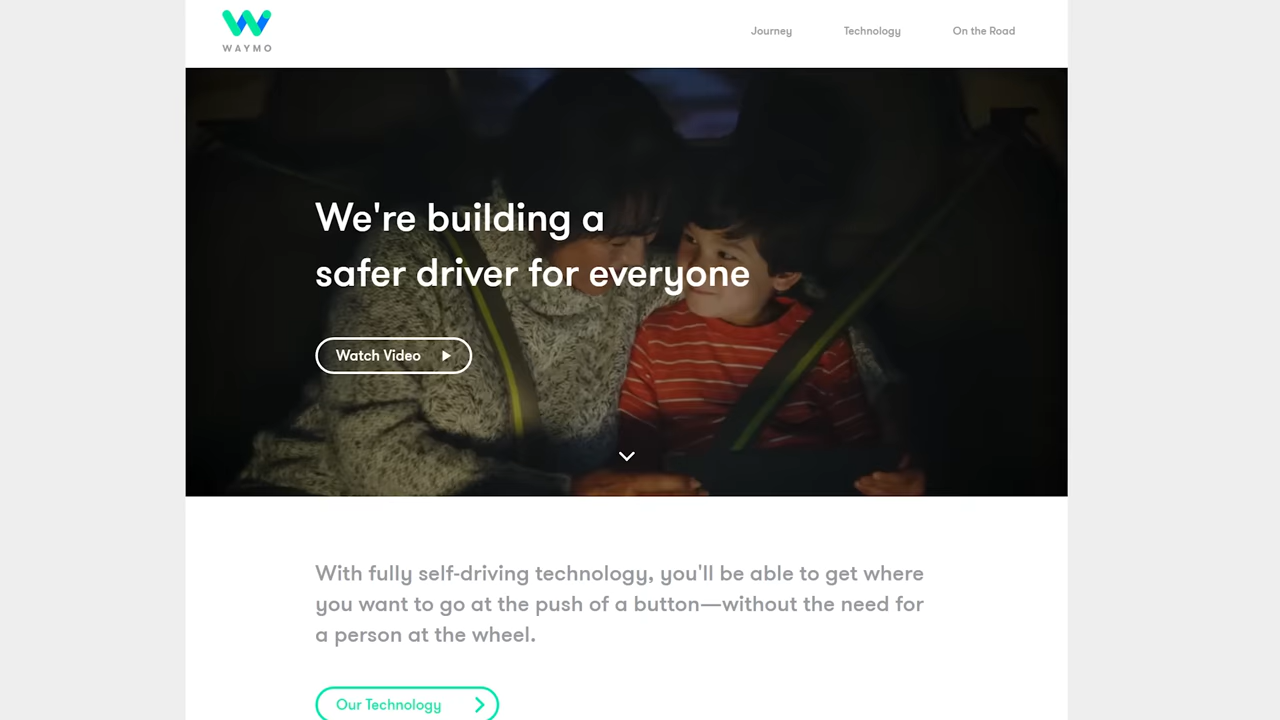 WAYMO
Journey
Technology
On the Road
We're building a
safer driver for everyone
Watch Video
With fully self-driving technology, you'll be able to get where
you want to go at the push of a button—without the need for
a person at the wheel.
Our Technology